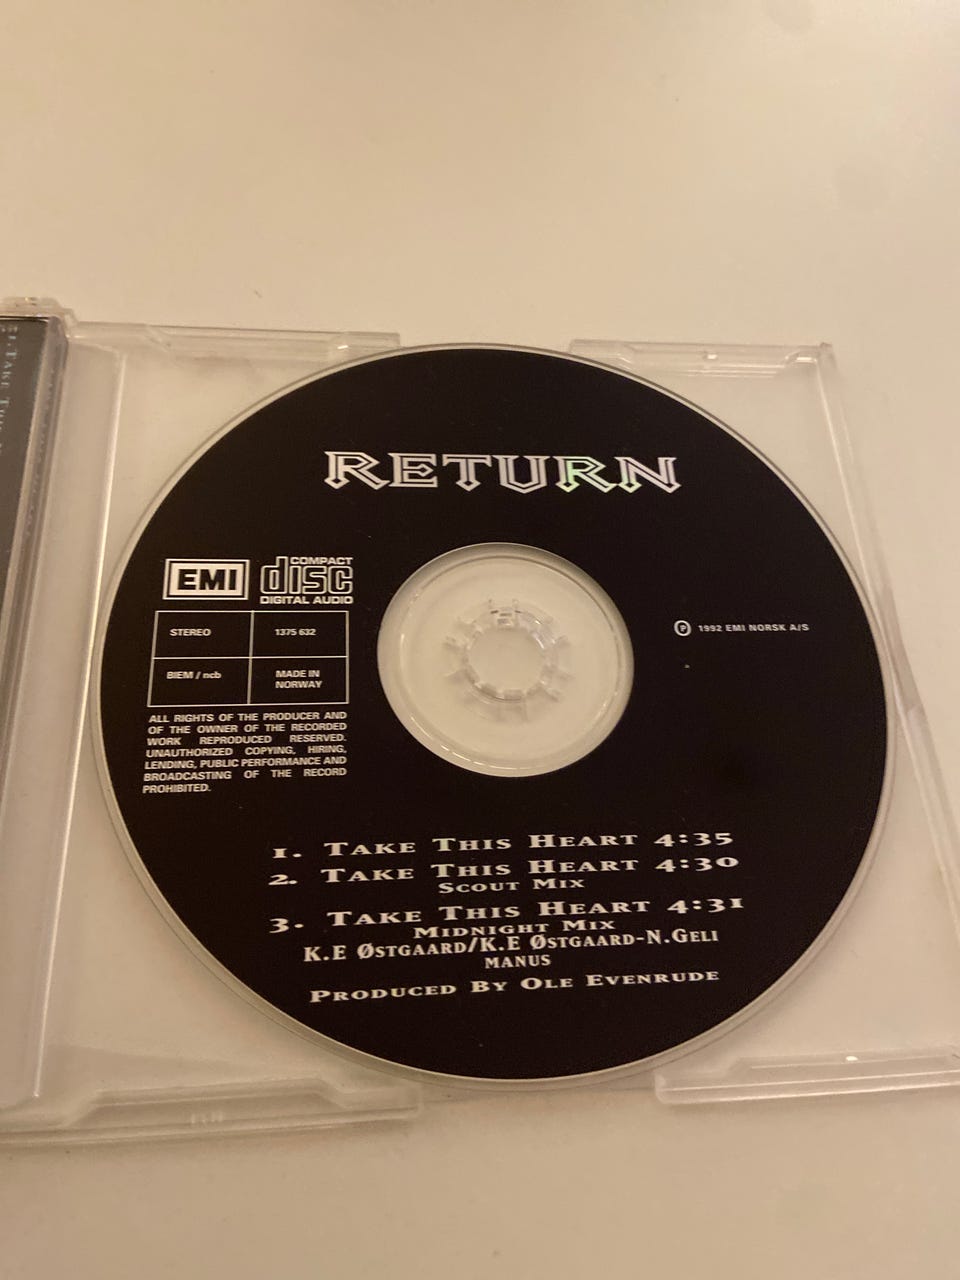 RETURN
EMI
COMPACT
disc
DIGITAL AUDIO
STEREO
1375 632
BIEM / ncb
MADE IN
NORWAY
ALL RIGHTS OF THE PRODUCER AND
OF THE OWNER OF THE RECORDED
WORK REPRODUCED RESERVED.
UNAUTHORIZED COPYING, HIRING,
LENDING, PUBLIC PERFORMANCE AND
BROADCASTING OF THE RECORD
PROHIBITED.
Ⓟ 1992 EMI NORSK A/S
1. TAKE THIS HEART 4:35
2. TAKE THIS HEART 4:30
SCOUT MIX
3. TAKE THIS HEART 4:31
MIDNIGHT MIX
K.E ØSTGAARD/K.E ØSTGAARD-N.GELI
MANUS
PRODUCED BY OLE EVENRUDE
1. TAKE THIS